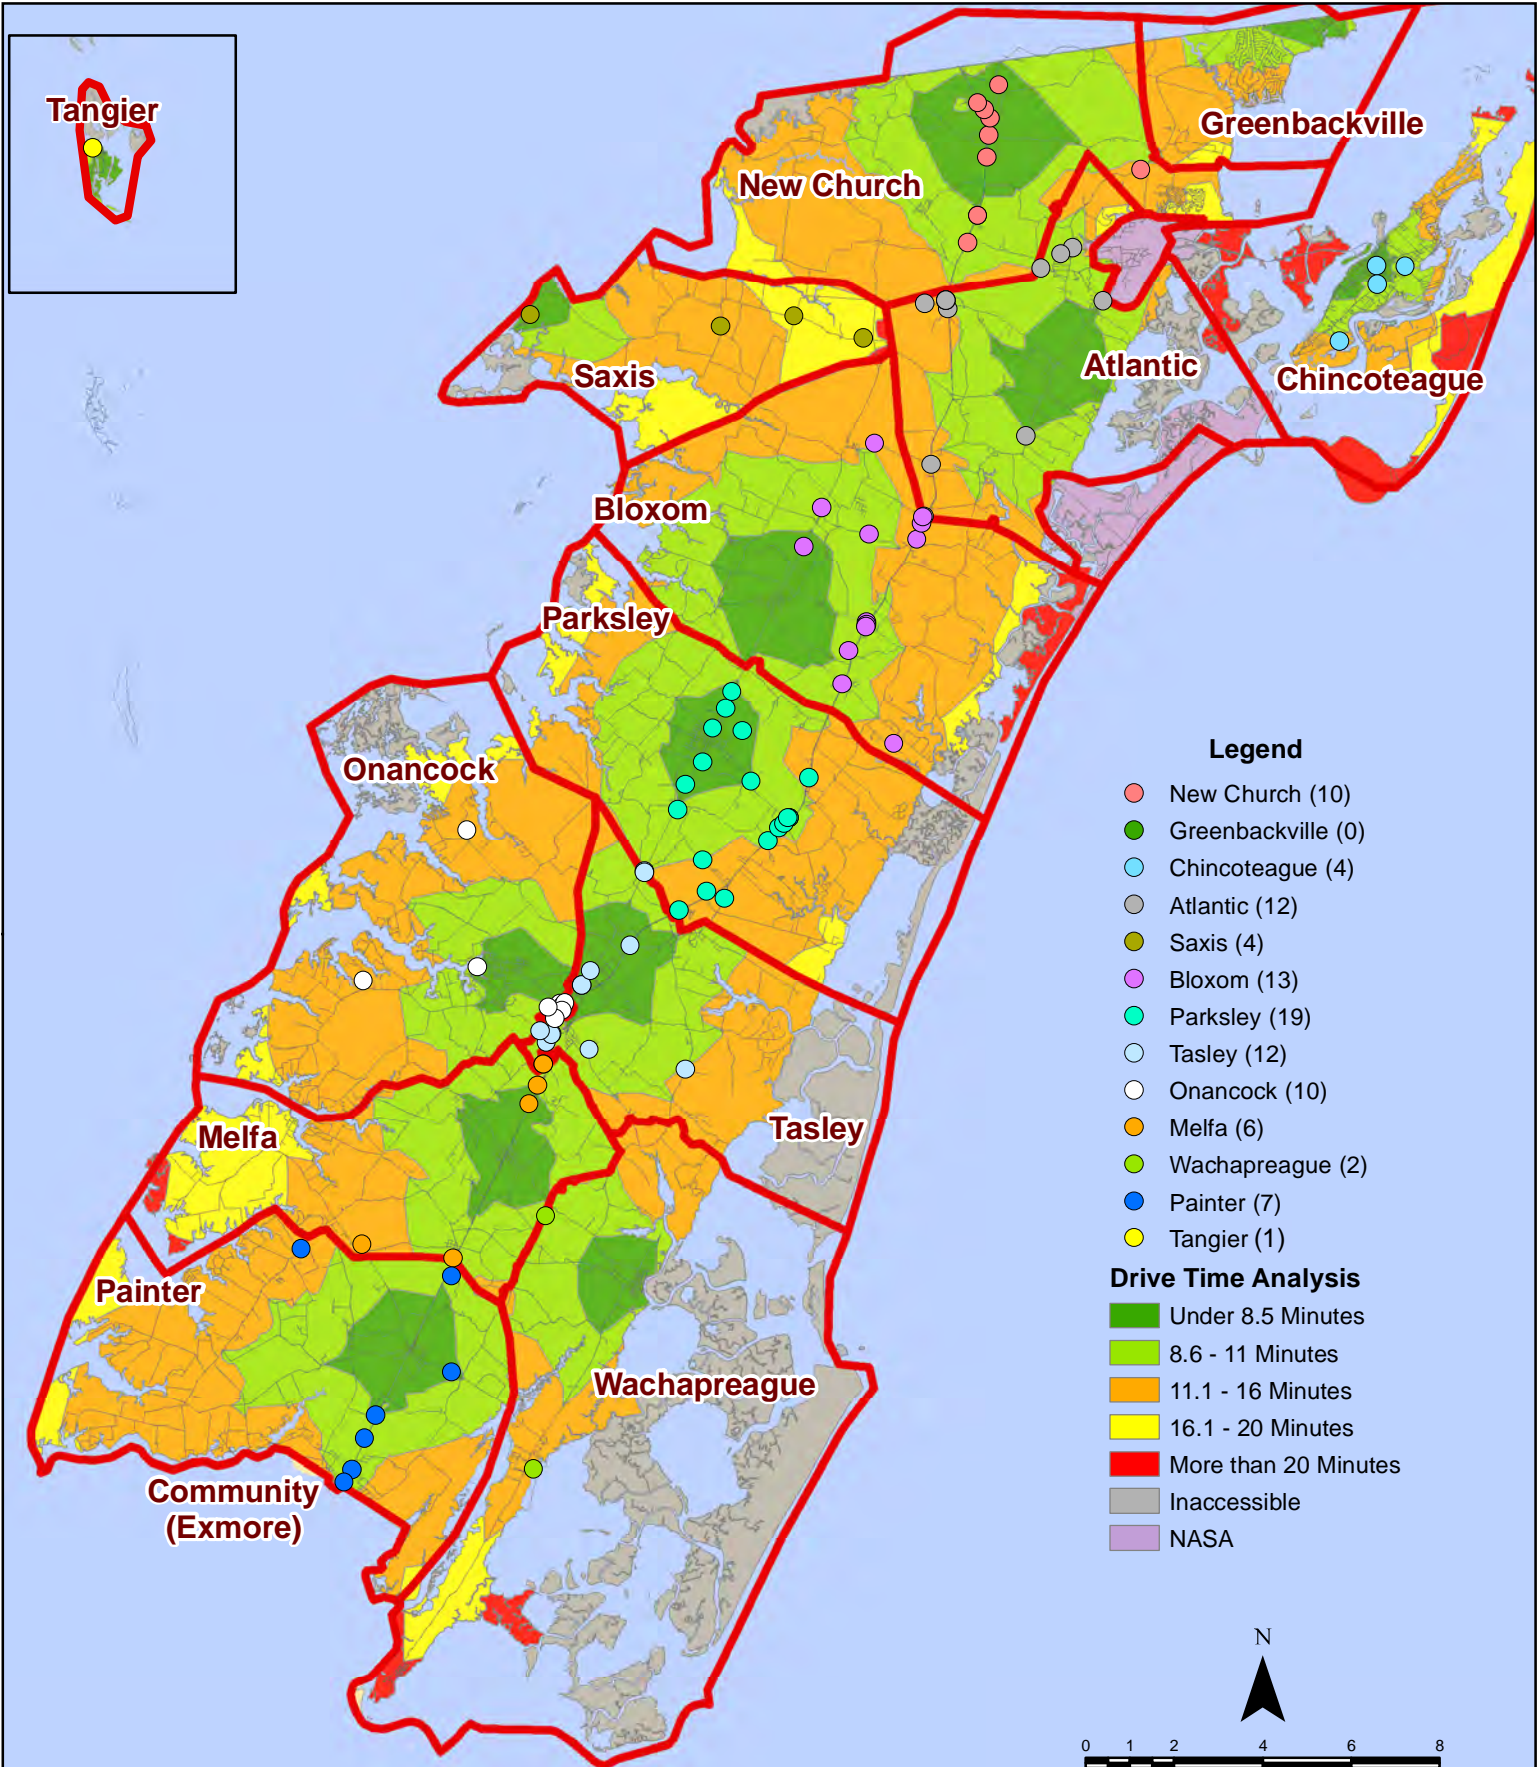 Tangier
Greenbackville
New Church
Atlantic
Chincoteague
Saxis
Bloxom
Parksley
Onancock
Tasley
Melfa
Painter
Wachapreague
Community
(Exmore)
Legend
New Church (10)
Greenbackville (0)
Chincoteague (4)
Atlantic (12)
Saxis (4)
Bloxom (13)
Parksley (19)
Tasley (12)
Onancock (10)
Melfa (6)
Wachapreague (2)
Painter (7)
Tangier (1)
Drive Time Analysis
Under 8.5 Minutes
8.6 - 11 Minutes
11.1 - 16 Minutes
16.1 - 20 Minutes
More than 20 Minutes
Inaccessible
NASA
N
0 1 2 4 6 8